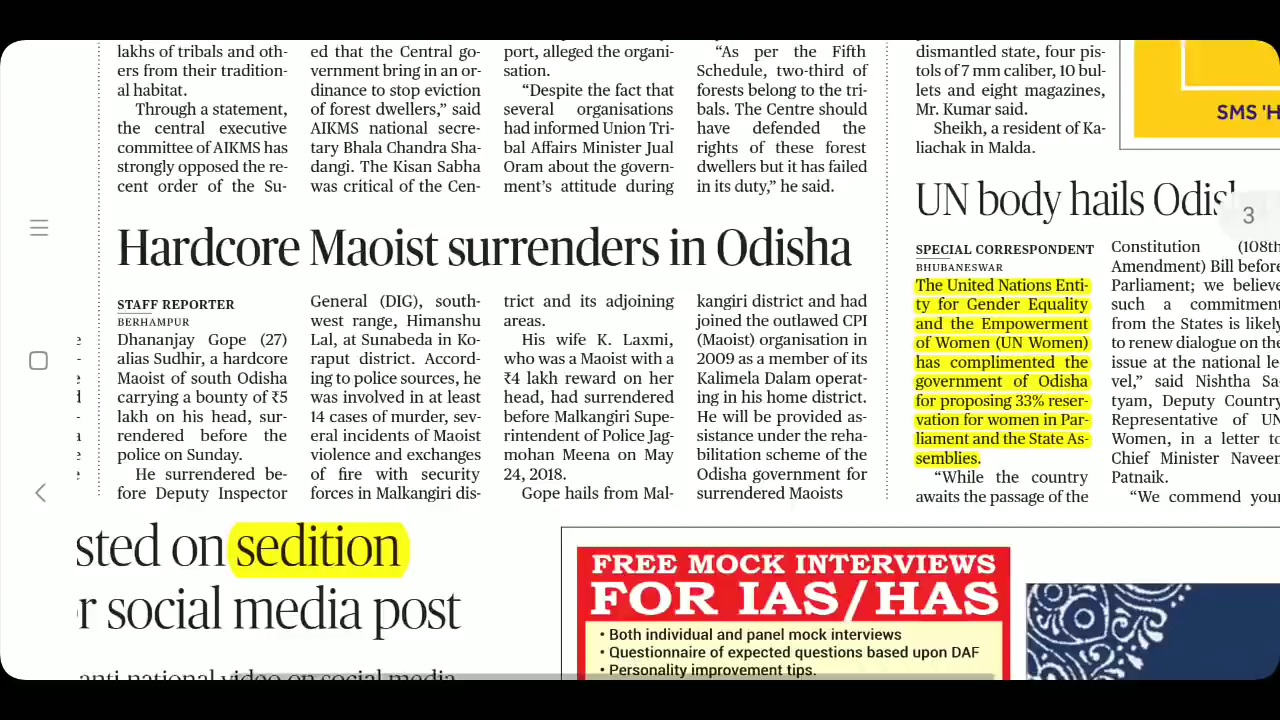 lakhs of tribals and oth-
ers from their tradition-
al habitat.
Through a statement,
the central executive
committee of AIKMS has
strongly opposed the re-
cent order of the Su-
ed that the Central go-
vernment bring in an or-
dinance to stop eviction
of forest dwellers,” said
AIKMS national secre-
tary Bhala Chandra Sha-
dangi. The Kisan Sabha
was critical of the Cen-
port, alleged the organi-
sation.
“Despite the fact that
several organisations
had informed Union Tri-
bal Affairs Minister Jual
Oram about the govern-
ment’s attitude during
“As per the Fifth
Schedule, two-third of
forests belong to the tri-
bals. The Centre should
have defended the
rights of these forest
dwellers but it has failed
in its duty,” he said.
Hardcore Maoist surrenders in Odisha
STAFF REPORTER
BERHAMPUR
Dhananjay Gope (27)
alias Sudhir, a hardcore
Maoist of south Odisha
carrying a bounty of ₹5
lakh on his head, sur-
rendered before the
police on Sunday.
He surrendered be-
fore Deputy Inspector
General (DIG), south-
west range, Himanshu
Lal, at Sunabeda in Ko-
raput district. Accord-
ing to police sources, he
was involved in at least
14 cases of murder, sev-
eral incidents of Maoist
violence and exchanges
of fire with security
forces in Malkangiri dis-
trict and its adjoining
areas.
His wife K. Laxmi,
who was a Maoist with a
₹4 lakh reward on her
head, had surrendered
before Malkangiri Supe-
rintendent of Police Jag-
mohan Meena on May
24, 2018.
Gope hails from Mal-
kangiri district and had
joined the outlawed CPI
(Maoist) organisation in
2009 as a member of its
Kalimela Dalam operat-
ing in his home district.
He will be provided as-
sistance under the reha-
bilitation scheme of the
Odisha government for
surrendered Maoists
dismantled state, four pis-
tols of 7 mm caliber, 10 bul-
lets and eight magazines,
Mr. Kumar said.
Sheikh, a resident of Ka-
liachak in Malda.
SMS 'H
UN body hails Odish
3
SPECIAL CORRESPONDENT
BHUBANESWAR
The United Nations Enti-
ty for Gender Equality
and the Empowerment
of Women (UN Women)
has complimented the
government of Odisha
for proposing 33% reser-
vation for women in Par-
liament and the State As-
semblies.
“While the country
awaits the passage of the
Constitution (108th
Amendment) Bill before
Parliament; we believe
such a commitment
from the States is likely
to renew dialogue on the
issue at the national le-
vel,” said Nishtha Sa-
tyam, Deputy Country
Representative of UN
Women, in a letter to
Chief Minister Naveen
Patnaik.
“We commend your
sted on sedition
r social media post
anti-national video on social media
FREE MOCK INTERVIEWS
FOR IAS/HAS
• Both individual and panel mock interviews
• Questionnaire of expected questions based upon DAF
• Personality improvement tips.